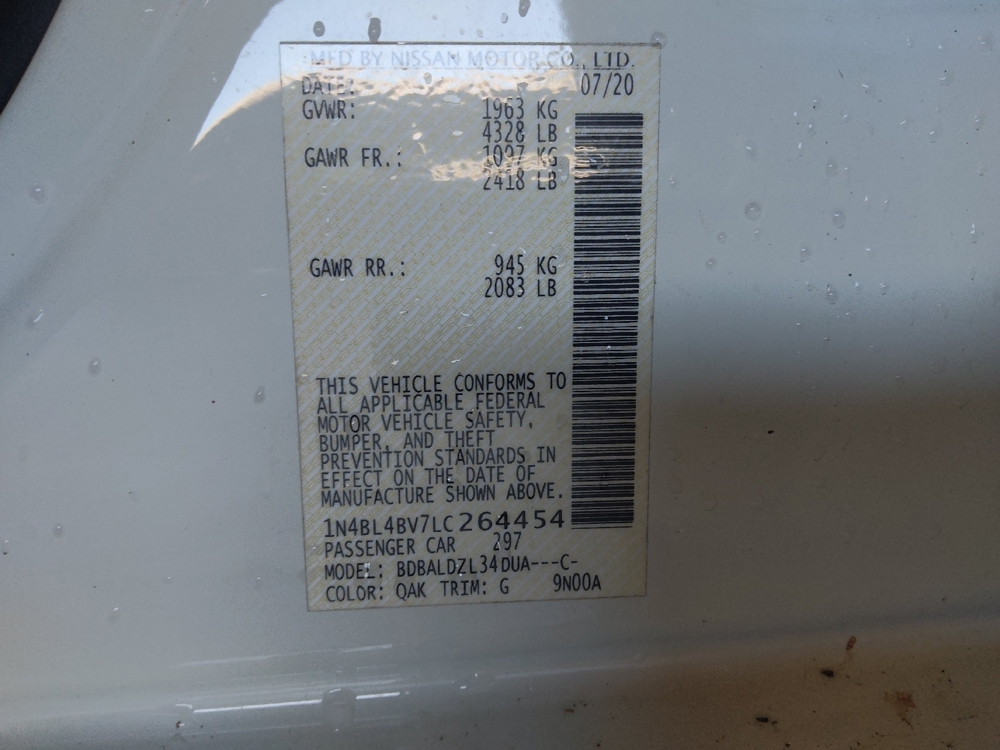 MFD BY NISSAN MOTOR CO., LTD.
DATE: 07/20
GVWR: 1963 KG
4328 LB
GAWR FR.: 1097 KG
2418 LB
GAWR RR.: 945 KG
2083 LB
THIS VEHICLE CONFORMS TO
ALL APPLICABLE FEDERAL
MOTOR VEHICLE SAFETY,
BUMPER, AND THEFT
PREVENTION STANDARDS IN
EFFECT ON THE DATE OF
MANUFACTURE SHOWN ABOVE.
1N4BL4BV7LC264454
PASSENGER CAR 297
MODEL: BDBALDZL34DUA---C-
COLOR: QAK TRIM: G 9N00A